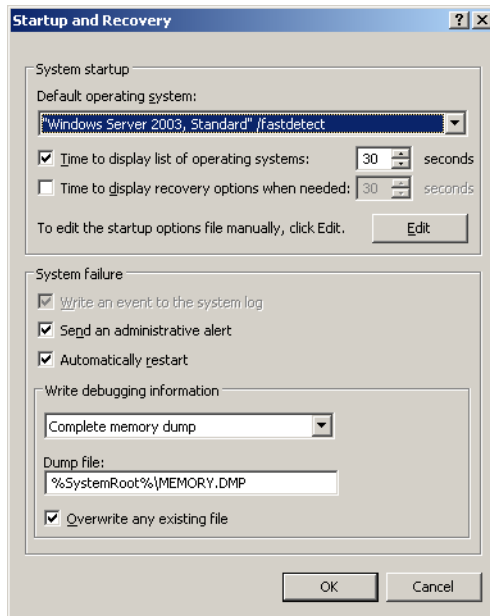 Startup and Recovery
System startup
Default operating system:
"Windows Server 2003, Standard" /fastdetect
Time to display list of operating systems: 30 seconds
Time to display recovery options when needed: 30 seconds
To edit the startup options file manually, click Edit. Edit
System failure
Write an event to the system log
Send an administrative alert
Automatically restart
Write debugging information
Complete memory dump
Dump file:
%SystemRoot%\MEMORY.DMP
Overwrite any existing file
OK Cancel